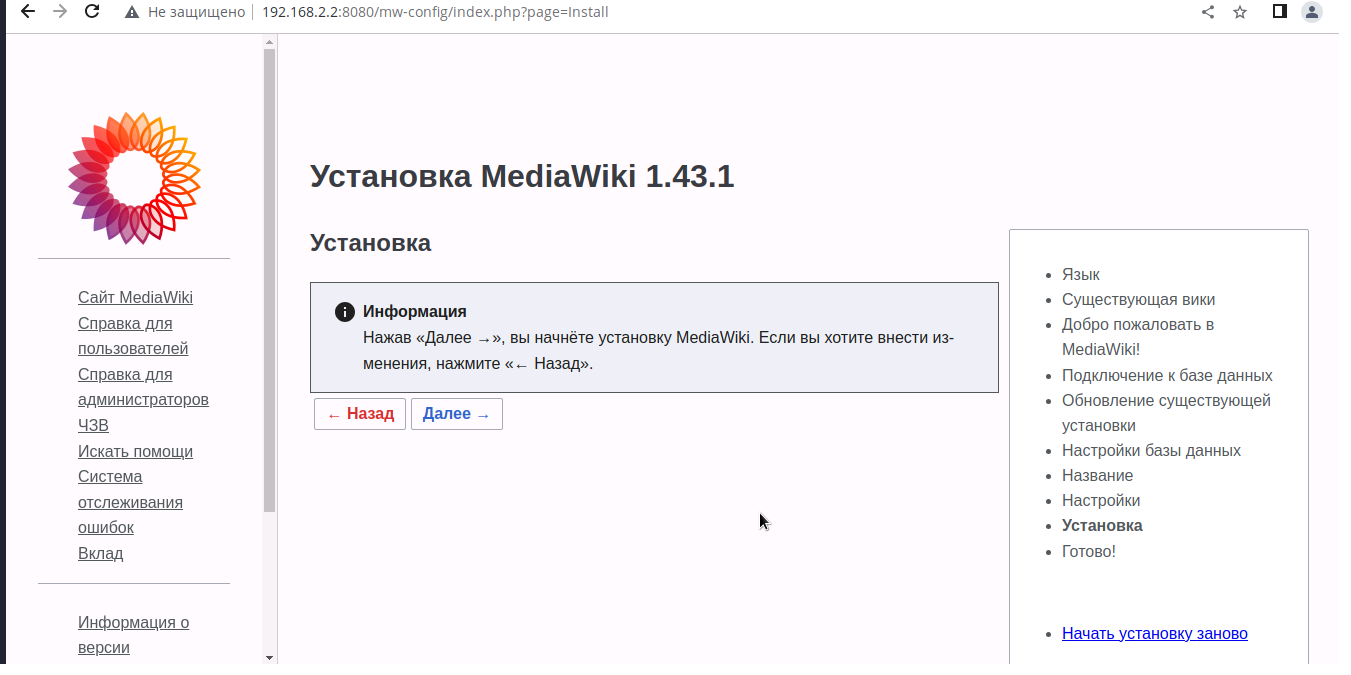 Не защищено
192.168.2.2:8080/mw-config/index.php?page=Install
Сайт MediaWiki
Справка для
пользователей
Справка для
администраторов
ЧЗВ
Искать помощи
Система
отслеживания
ошибок
Вклад
Информация о
версии
Установка MediaWiki 1.43.1
Установка
Информация
Нажав «Далее →», вы начнёте установку MediaWiki. Если вы хотите внести из-
менения, нажмите «← Назад».
← Назад
Далее →
Язык
Существующая вики
Добро пожаловать в
MediaWiki!
Подключение к базе данных
Обновление существующей
установки
Настройки базы данных
Название
Настройки
Установка
Готово!
Начать установку заново